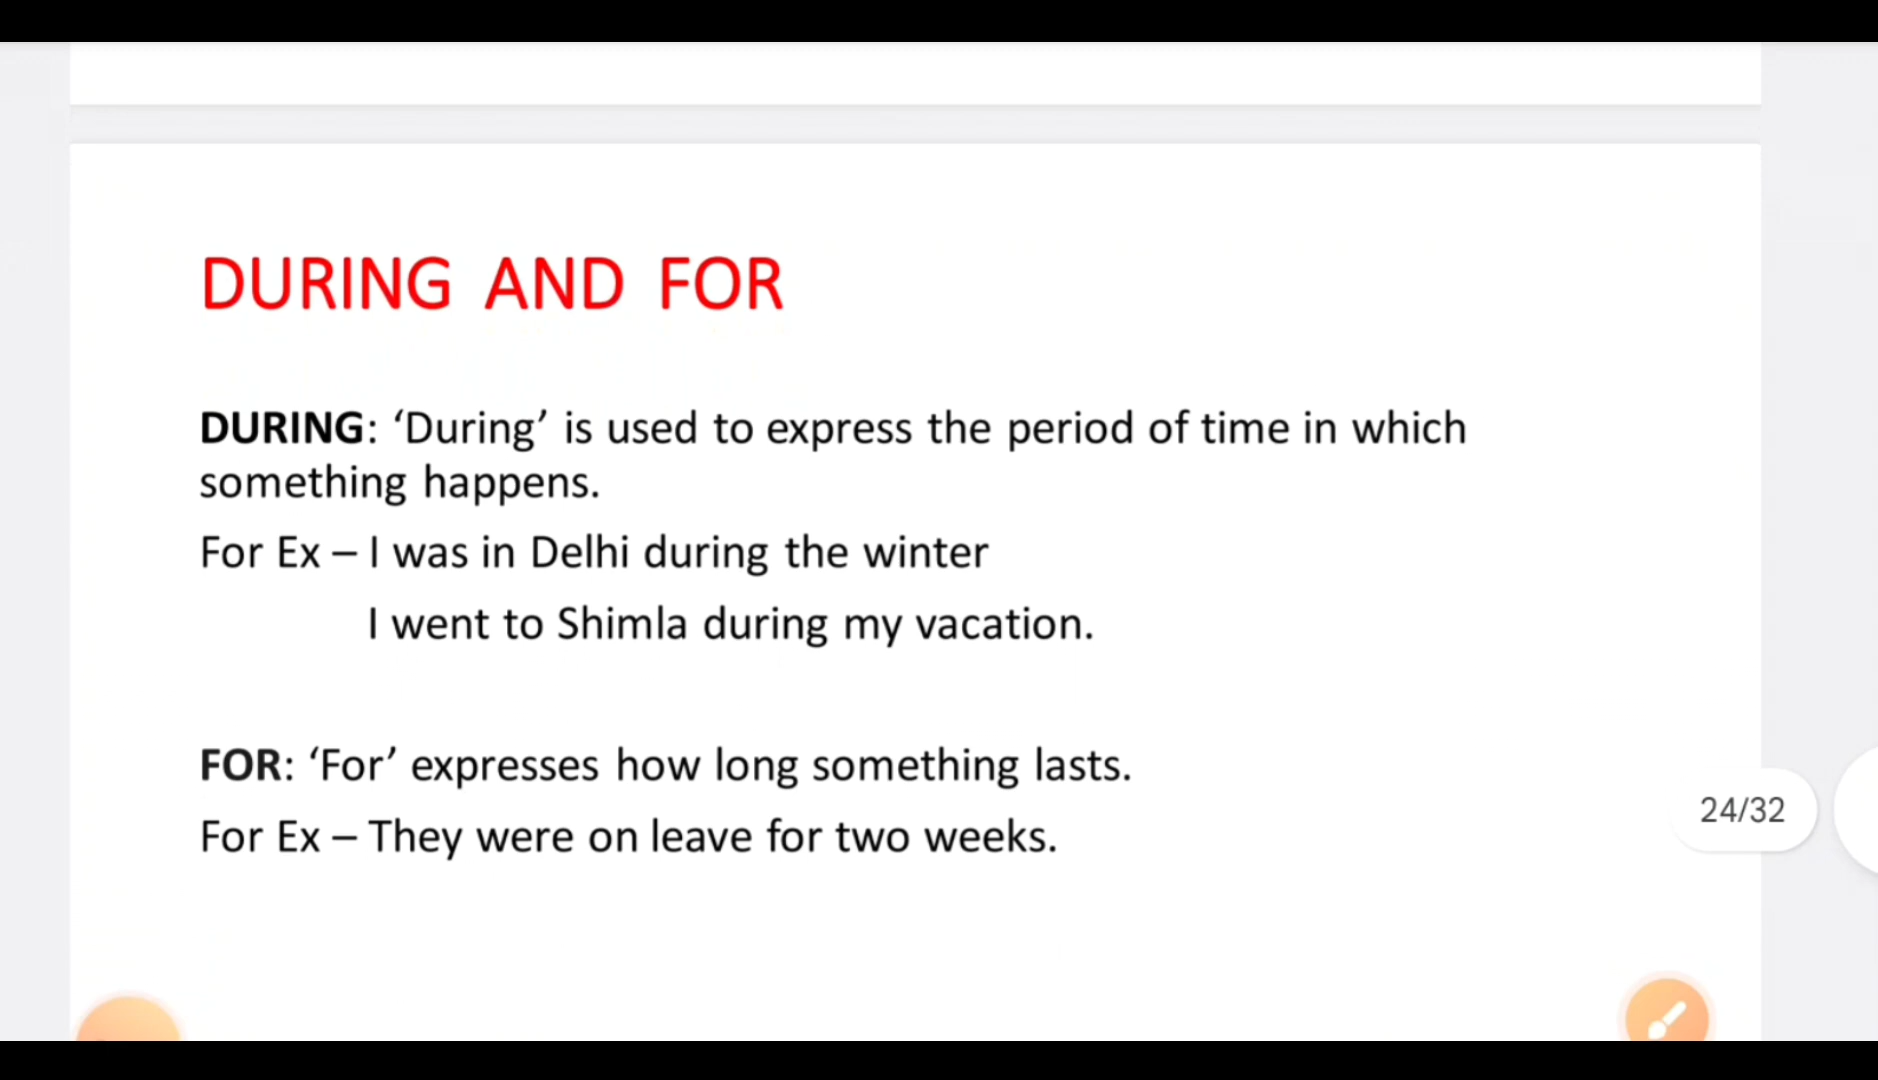 DURING AND FOR
DURING: ‘During’ is used to express the period of time in which
something happens.
For Ex – I was in Delhi during the winter
I went to Shimla during my vacation.
FOR: ‘For’ expresses how long something lasts.
24/32
For Ex – They were on leave for two weeks.